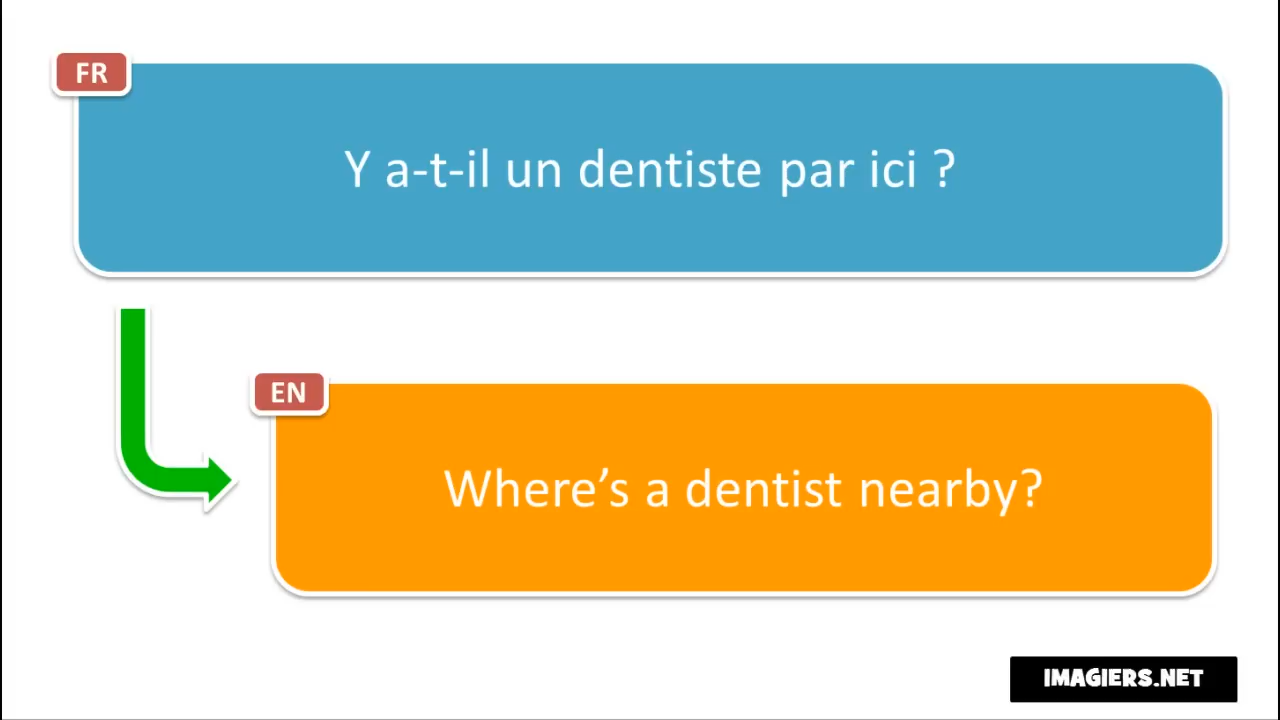 FR
Y a-t-il un dentiste par ici ?
EN
Where’s a dentist nearby?
IMAGIERS.NET